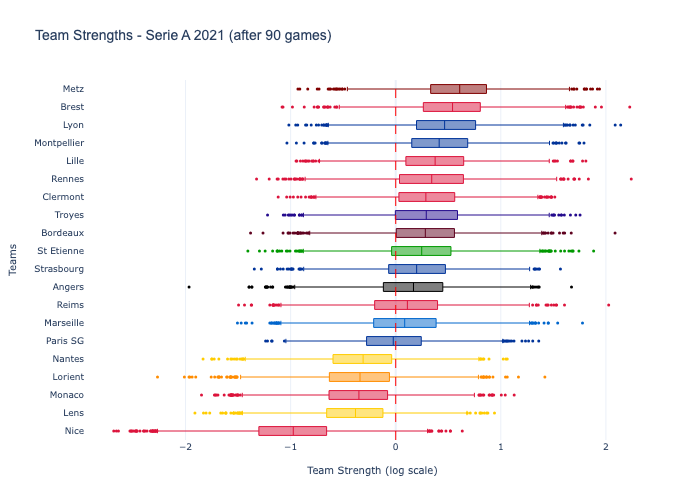 Team Strengths - Serie A 2021 (after 90 games)
Metz
Brest
Lyon
Montpellier
Lille
Rennes
Clermont
Troyes
Bordeaux
St Etienne
Strasbourg
Angers
Reims
Marseille
Paris SG
Nantes
Lorient
Monaco
Lens
Nice
Teams
−2 −1 0 1 2
Team Strength (log scale)